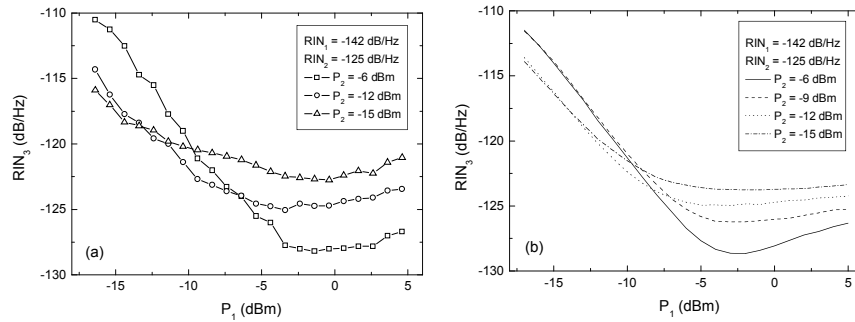 -110
-115
-120
-125
-130
RIN3 (dB/Hz)
RIN1 = -142 dB/Hz
RIN2 = -125 dB/Hz
P2 = -6 dBm
P2 = -12 dBm
P2 = -15 dBm
(a)
-15 -10 -5 0 5
P1 (dBm)
-110
-115
-120
-125
-130
RIN3 (dB/Hz)
RIN1 = -142 dB/Hz
RIN2 = -125 dB/Hz
P2 = -6 dBm
P2 = -9 dBm
P2 = -12 dBm
P2 = -15 dBm
(b)
-15 -10 -5 0 5
P1 (dBm)